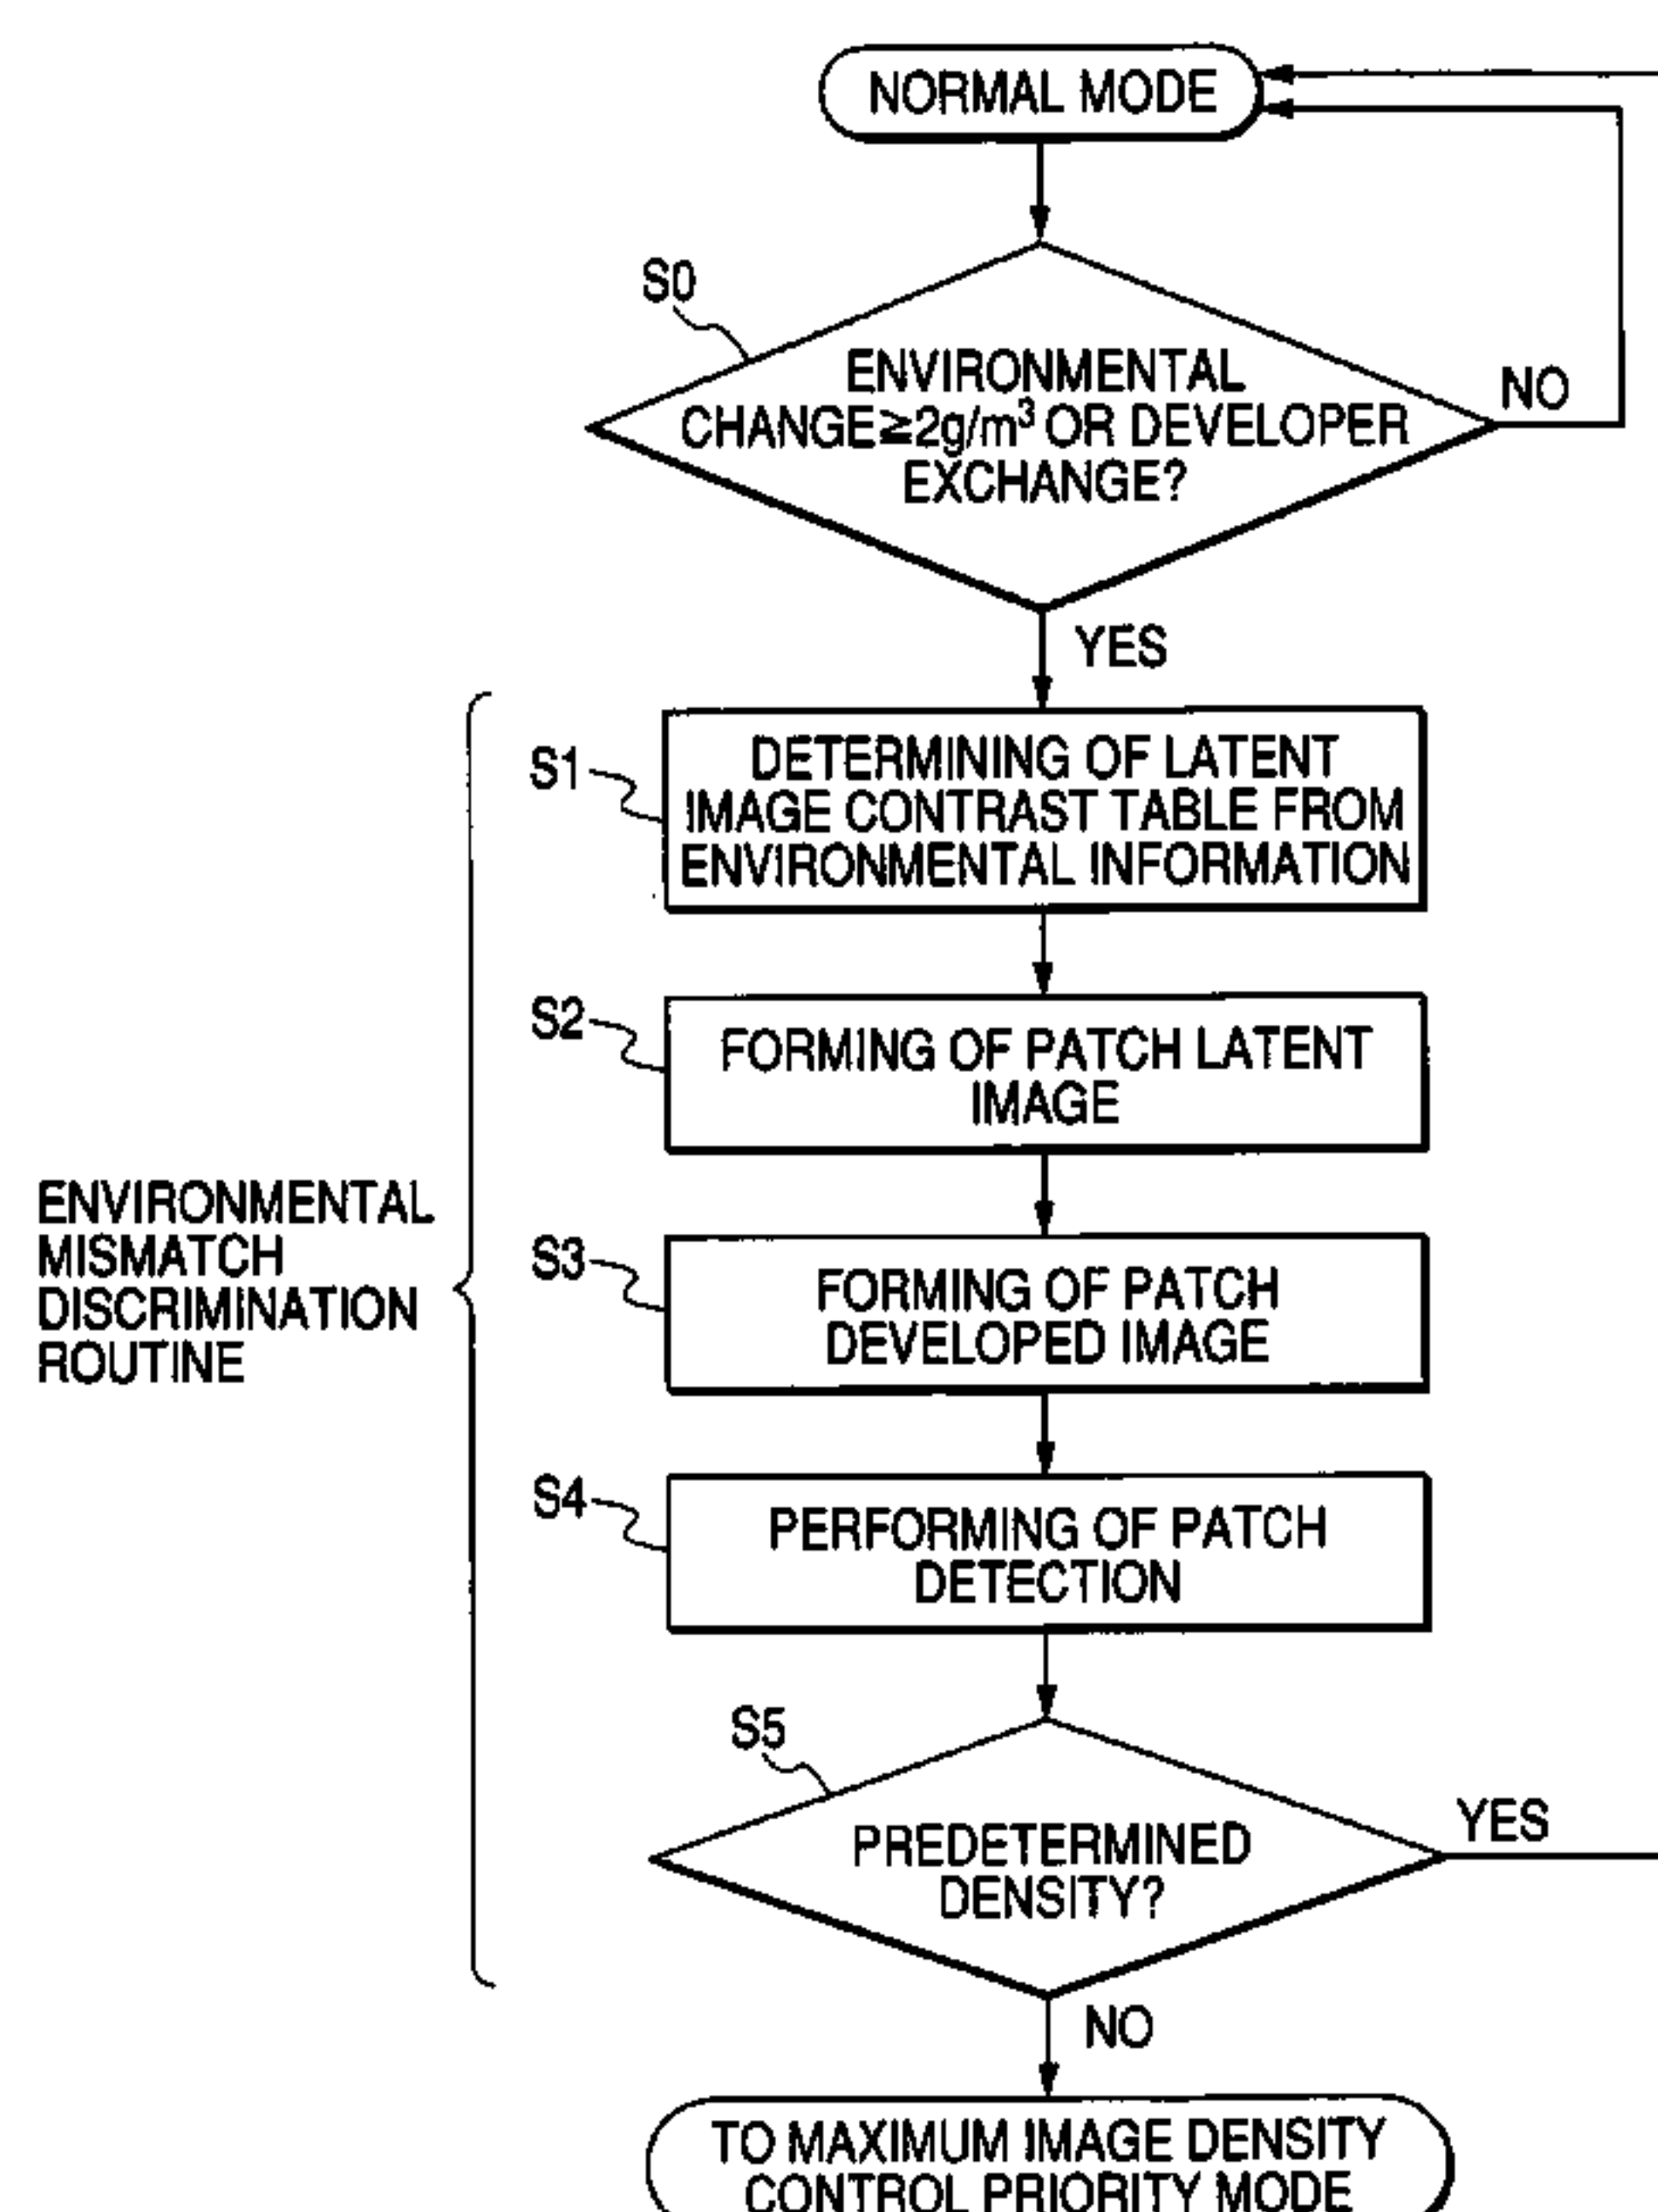 NORMAL MODE
S0
ENVIRONMENTAL
CHANGE≧2g/m³ OR DEVELOPER
EXCHANGE?
NO
YES
S1
DETERMINING OF LATENT
IMAGE CONTRAST TABLE FROM
ENVIRONMENTAL INFORMATION
S2
FORMING OF PATCH LATENT
IMAGE
ENVIRONMENTAL
MISMATCH
DISCRIMINATION
ROUTINE
S3
FORMING OF PATCH
DEVELOPED IMAGE
S4
PERFORMING OF PATCH
DETECTION
S5
PREDETERMINED
DENSITY?
YES
NO
TO MAXIMUM IMAGE DENSITY
CONTROL PRIORITY MODE